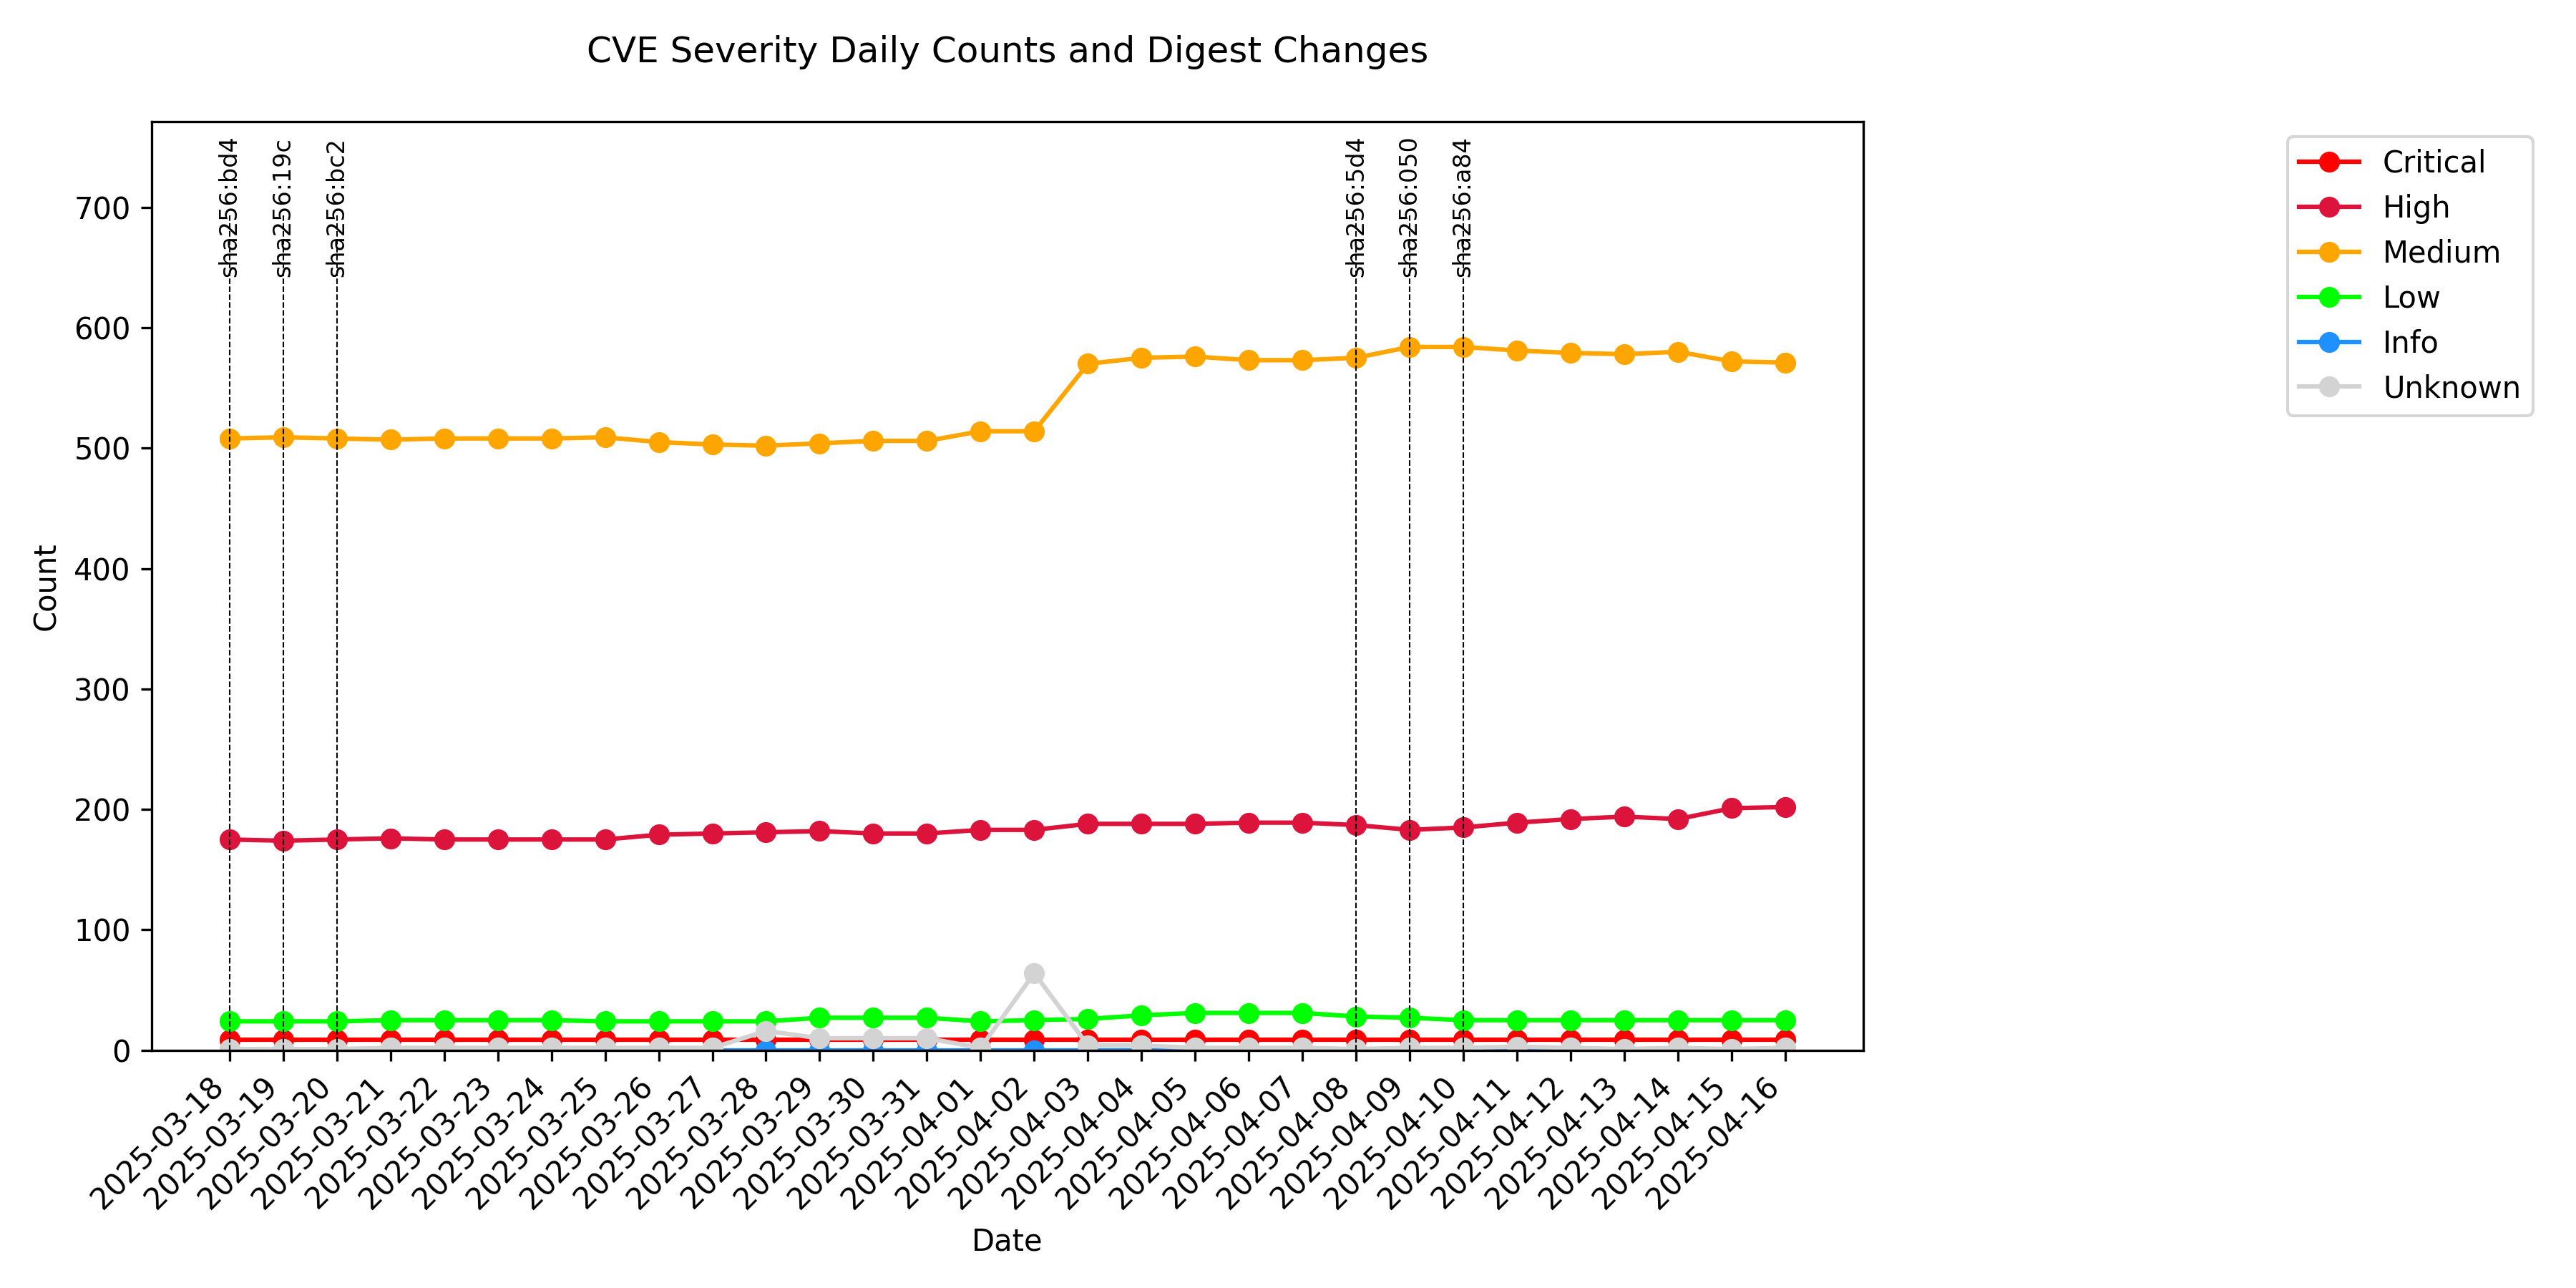 CVE Severity Daily Counts and Digest Changes
sha256:bd4
sha256:19c
sha256:bc2
sha256:5d4
sha256:050
sha256:a84
Critical
High
Medium
Low
Info
Unknown
Count
700
600
500
400
300
200
100
0
2025-03-18
2025-03-19
2025-03-20
2025-03-21
2025-03-22
2025-03-23
2025-03-24
2025-03-25
2025-03-26
2025-03-27
2025-03-28
2025-03-29
2025-03-30
2025-03-31
2025-04-01
2025-04-02
2025-04-03
2025-04-04
2025-04-05
2025-04-06
2025-04-07
2025-04-08
2025-04-09
2025-04-10
2025-04-11
2025-04-12
2025-04-13
2025-04-14
2025-04-15
2025-04-16
Date